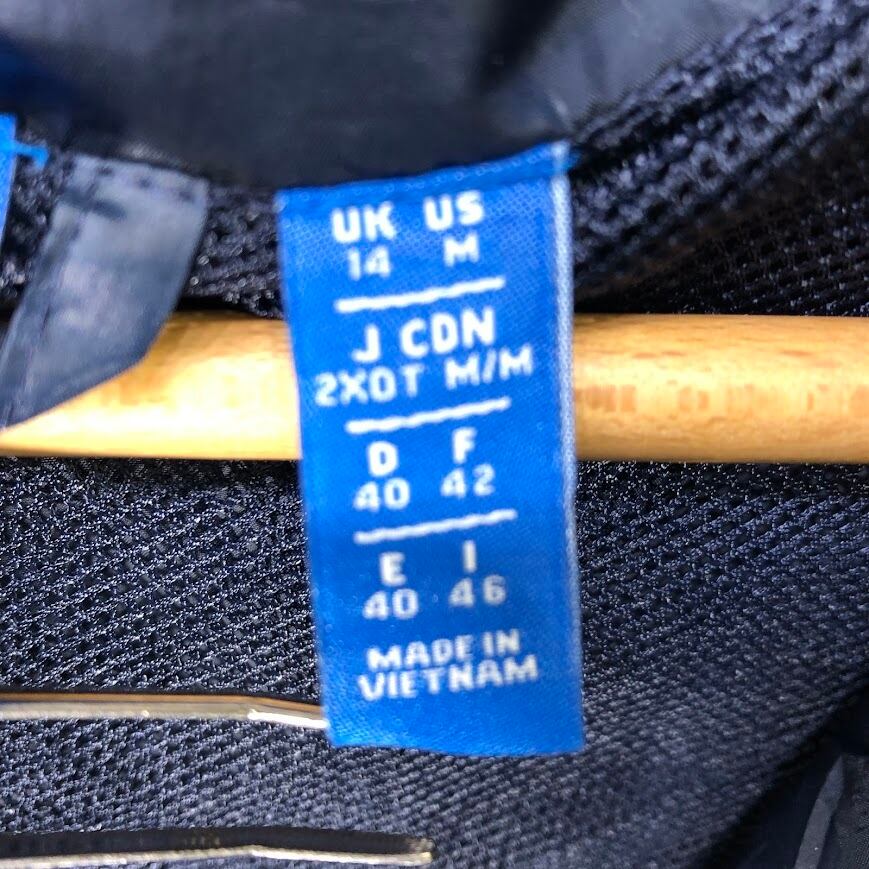 UK US
14 M
J CDN
2XOT M/M
D F
40 42
E I
40 46
MADE IN
VIETNAM